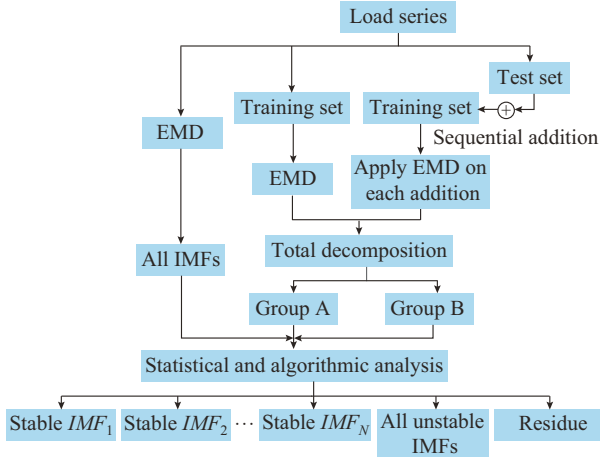 Load series
Test set
Training set
Training set
Sequential addition
EMD
EMD
Apply EMD on
each addition
Total decomposition
All IMFs
Group A
Group B
Statistical and algorithmic analysis
Stable IMF1
Stable IMF2
...
Stable IMFN
All unstable
IMFs
Residue